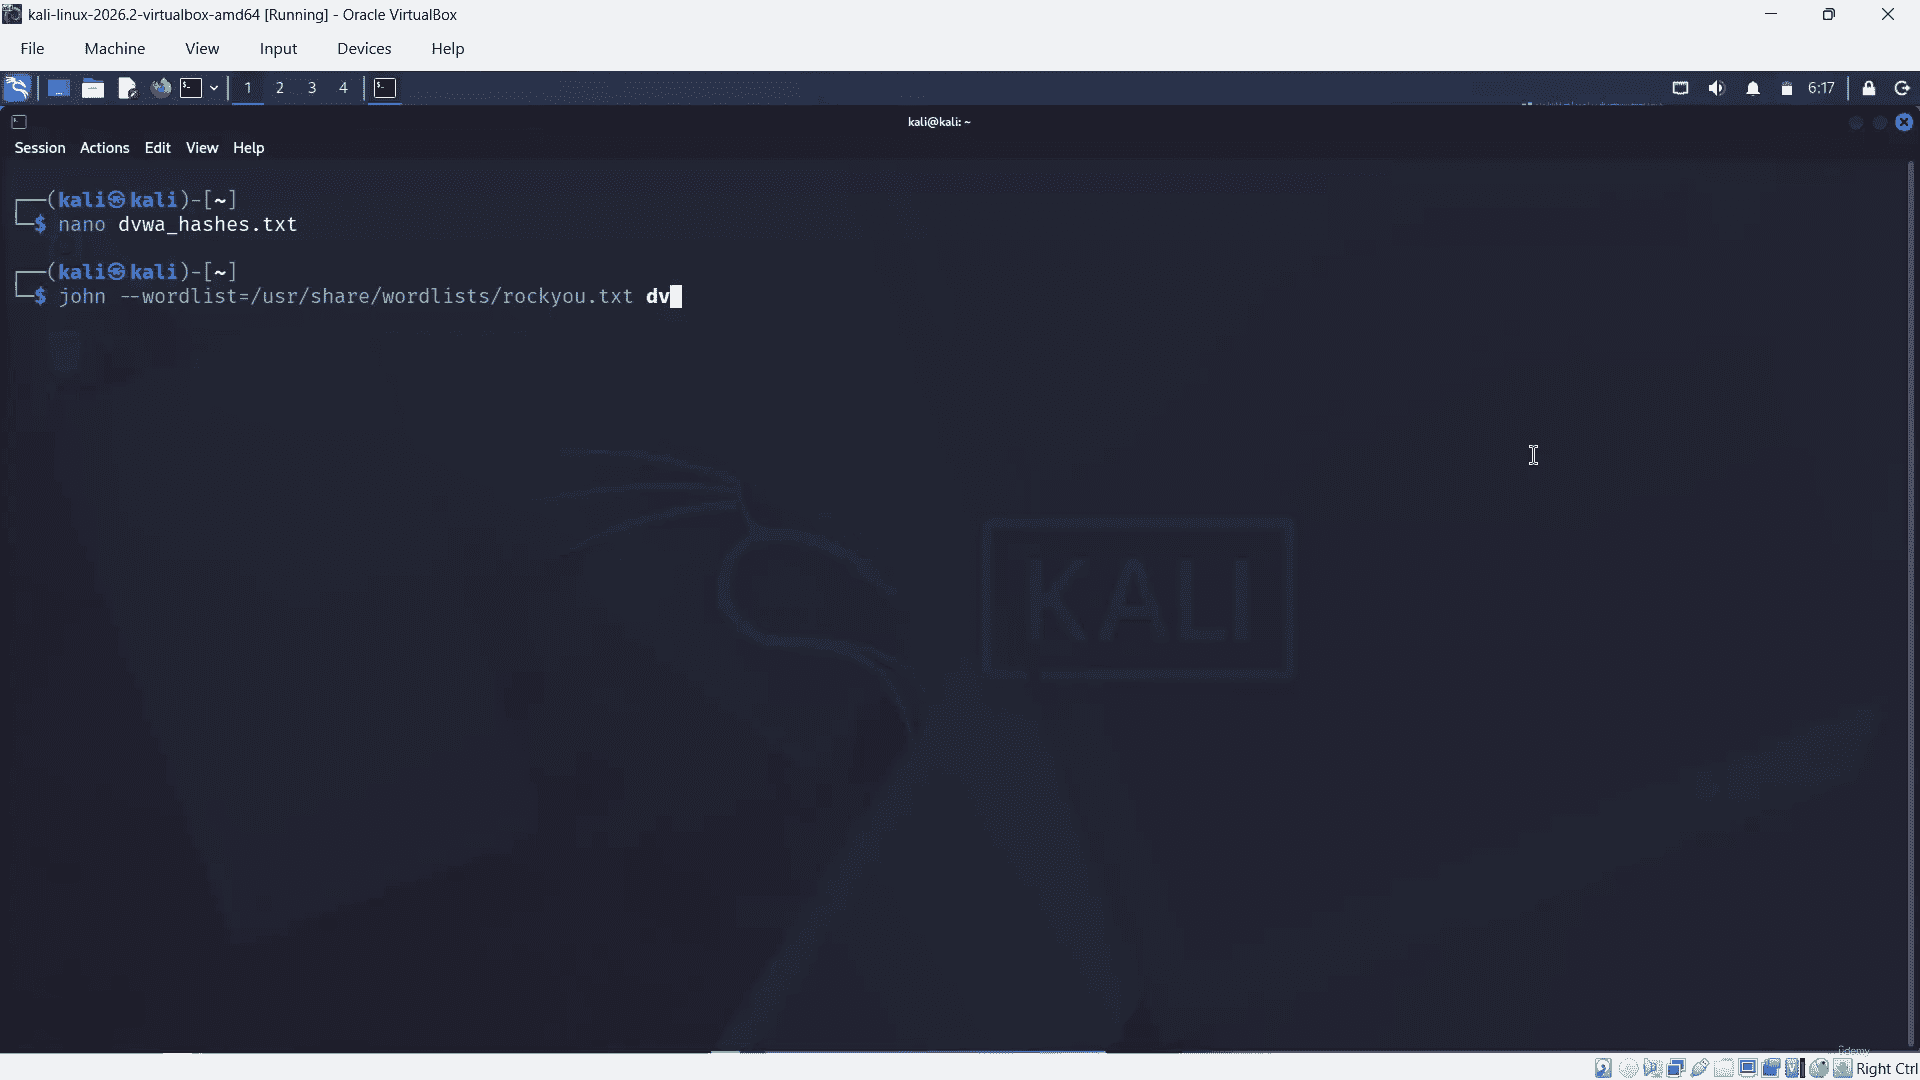 kali-linux-2026.2-virtualbox-amd64 [Running] - Oracle VirtualBox
File Machine View Input Devices Help
1 2 3 4 6:17
kali@kali: ~
Session Actions Edit View Help
┌──(kali㉿kali)-[~]
└─$ nano dvwa_hashes.txt
┌──(kali㉿kali)-[~]
└─$ john --wordlist=/usr/share/wordlists/rockyou.txt dv
KALI
ûdemy
Right Ctrl